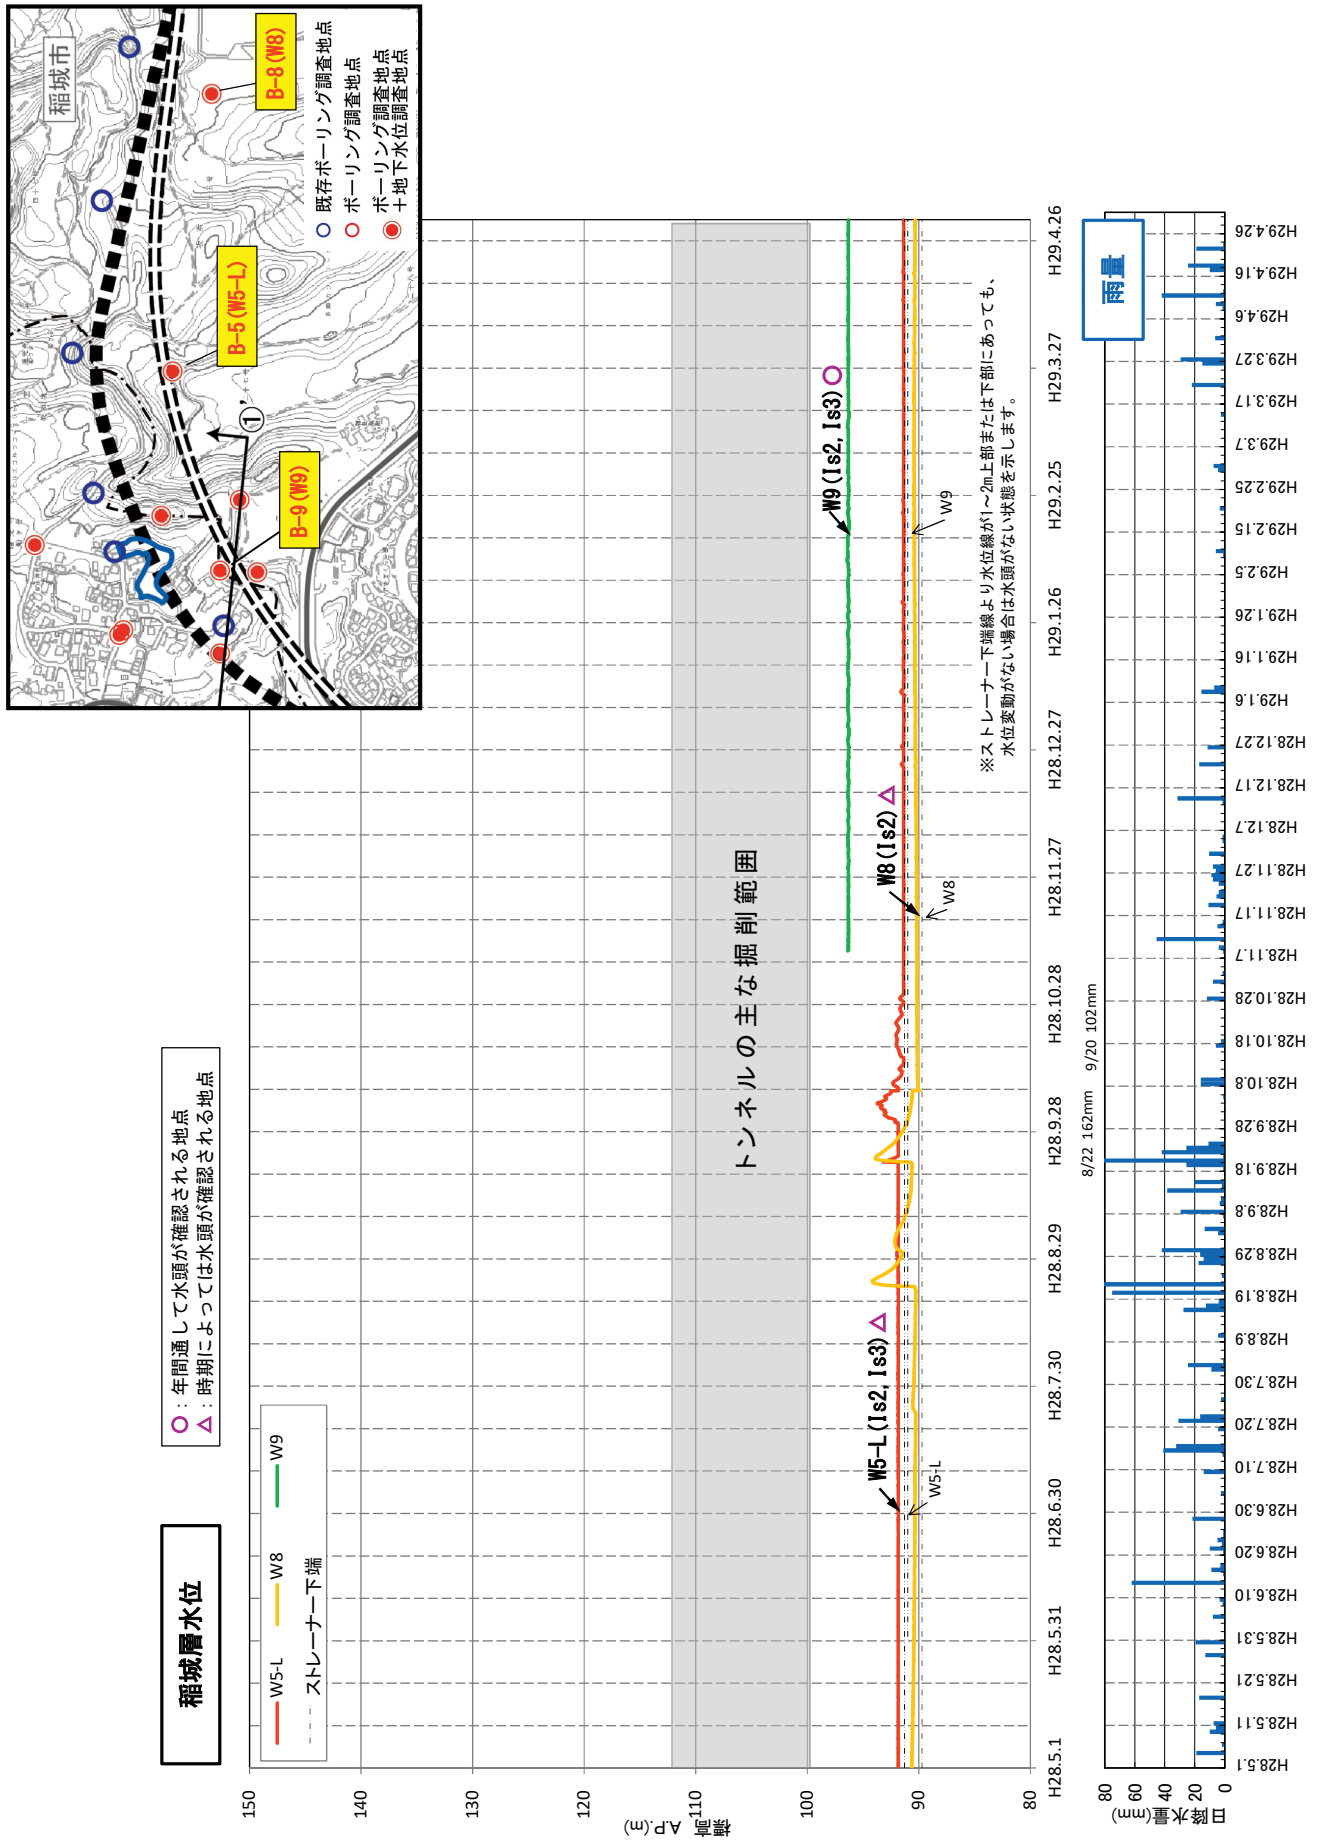 稲城層水位
○：年間通して水頭が確認される地点
△：時期によっては水頭が確認される地点
W5-L
W8
W9
ストレーナー下端
稲城市
B-8(W8)
B-5(W5-L)
B-9(W9)
①'
既存ボーリング調査地点
ボーリング調査地点
ボーリング調査地点
＋地下水位調査地点
標高 A.P.(m)
150
140
130
120
110
100
90
80
トンネルの主な掘削範囲
W5-L(Is2, Is3)△
W5-L
W8(Is2)△
W8
W9(Is2, Is3)○
W9
※ストレーナー下端線より水位線が1～2m上部または下部にあっても、
水位変動がない場合は水頭がない状態を示します。
H28.5.1
H28.5.31
H28.6.30
H28.7.30
H28.8.29
H28.9.28
H28.10.28
H28.11.27
H28.12.27
H29.1.26
H29.2.25
H29.3.27
H29.4.26
8/22 162mm
9/20 102mm
雨量
日降水量(mm)
80
60
40
20
0
H28.5.1
H28.5.11
H28.5.21
H28.5.31
H28.6.10
H28.6.20
H28.6.30
H28.7.10
H28.7.20
H28.7.30
H28.8.9
H28.8.19
H28.8.29
H28.9.8
H28.9.18
H28.9.28
H28.10.8
H28.10.18
H28.10.28
H28.11.7
H28.11.17
H28.11.27
H28.12.7
H28.12.17
H28.12.27
H29.1.6
H29.1.16
H29.1.26
H29.2.5
H29.2.15
H29.2.25
H29.3.7
H29.3.17
H29.3.27
H29.4.6
H29.4.16
H29.4.26